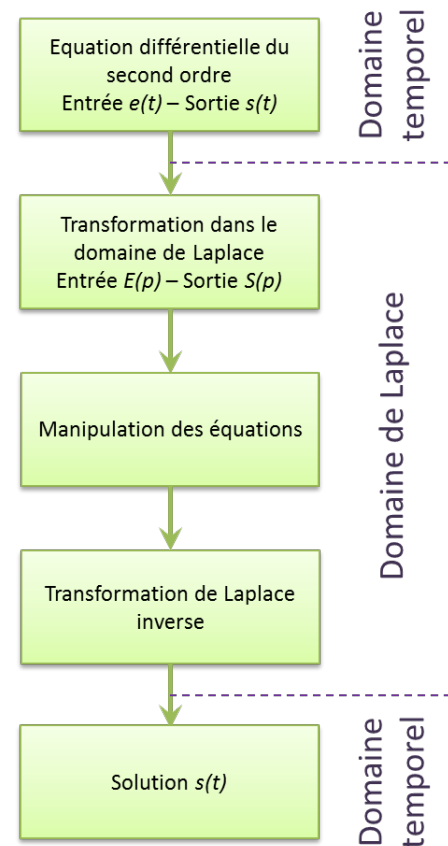 Equation différentielle du
second ordre
Entrée e(t) – Sortie s(t)
Domaine
temporel
Transformation dans le
domaine de Laplace
Entrée E(p) – Sortie S(p)
Manipulation des équations
Transformation de Laplace
inverse
Domaine de Laplace
Solution s(t)
Domaine
temporel